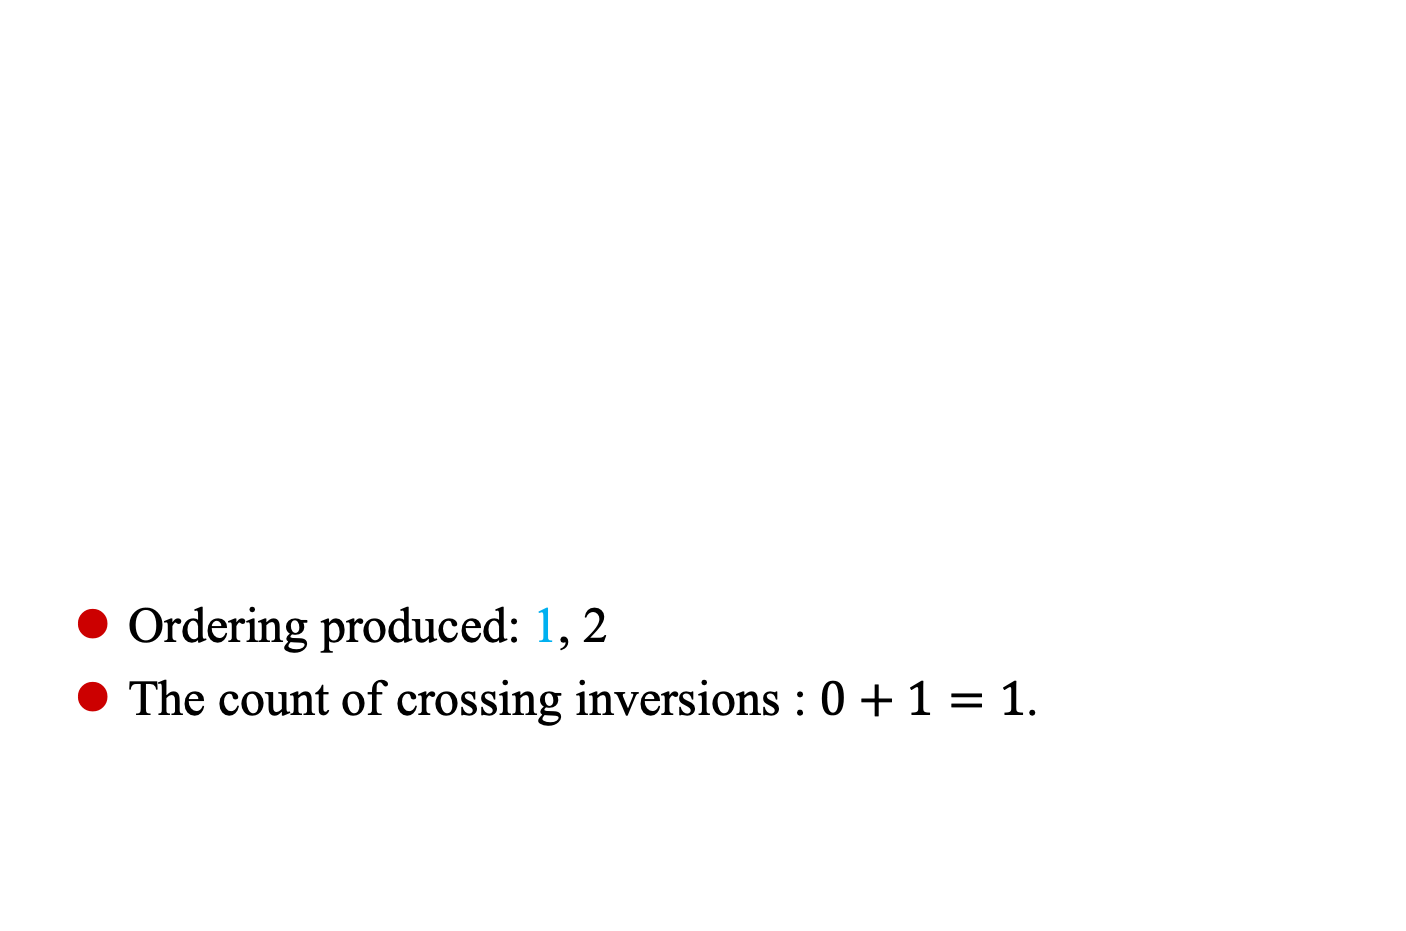 ● Ordering produced: 1, 2
● The count of crossing inversions : 0 + 1 = 1.